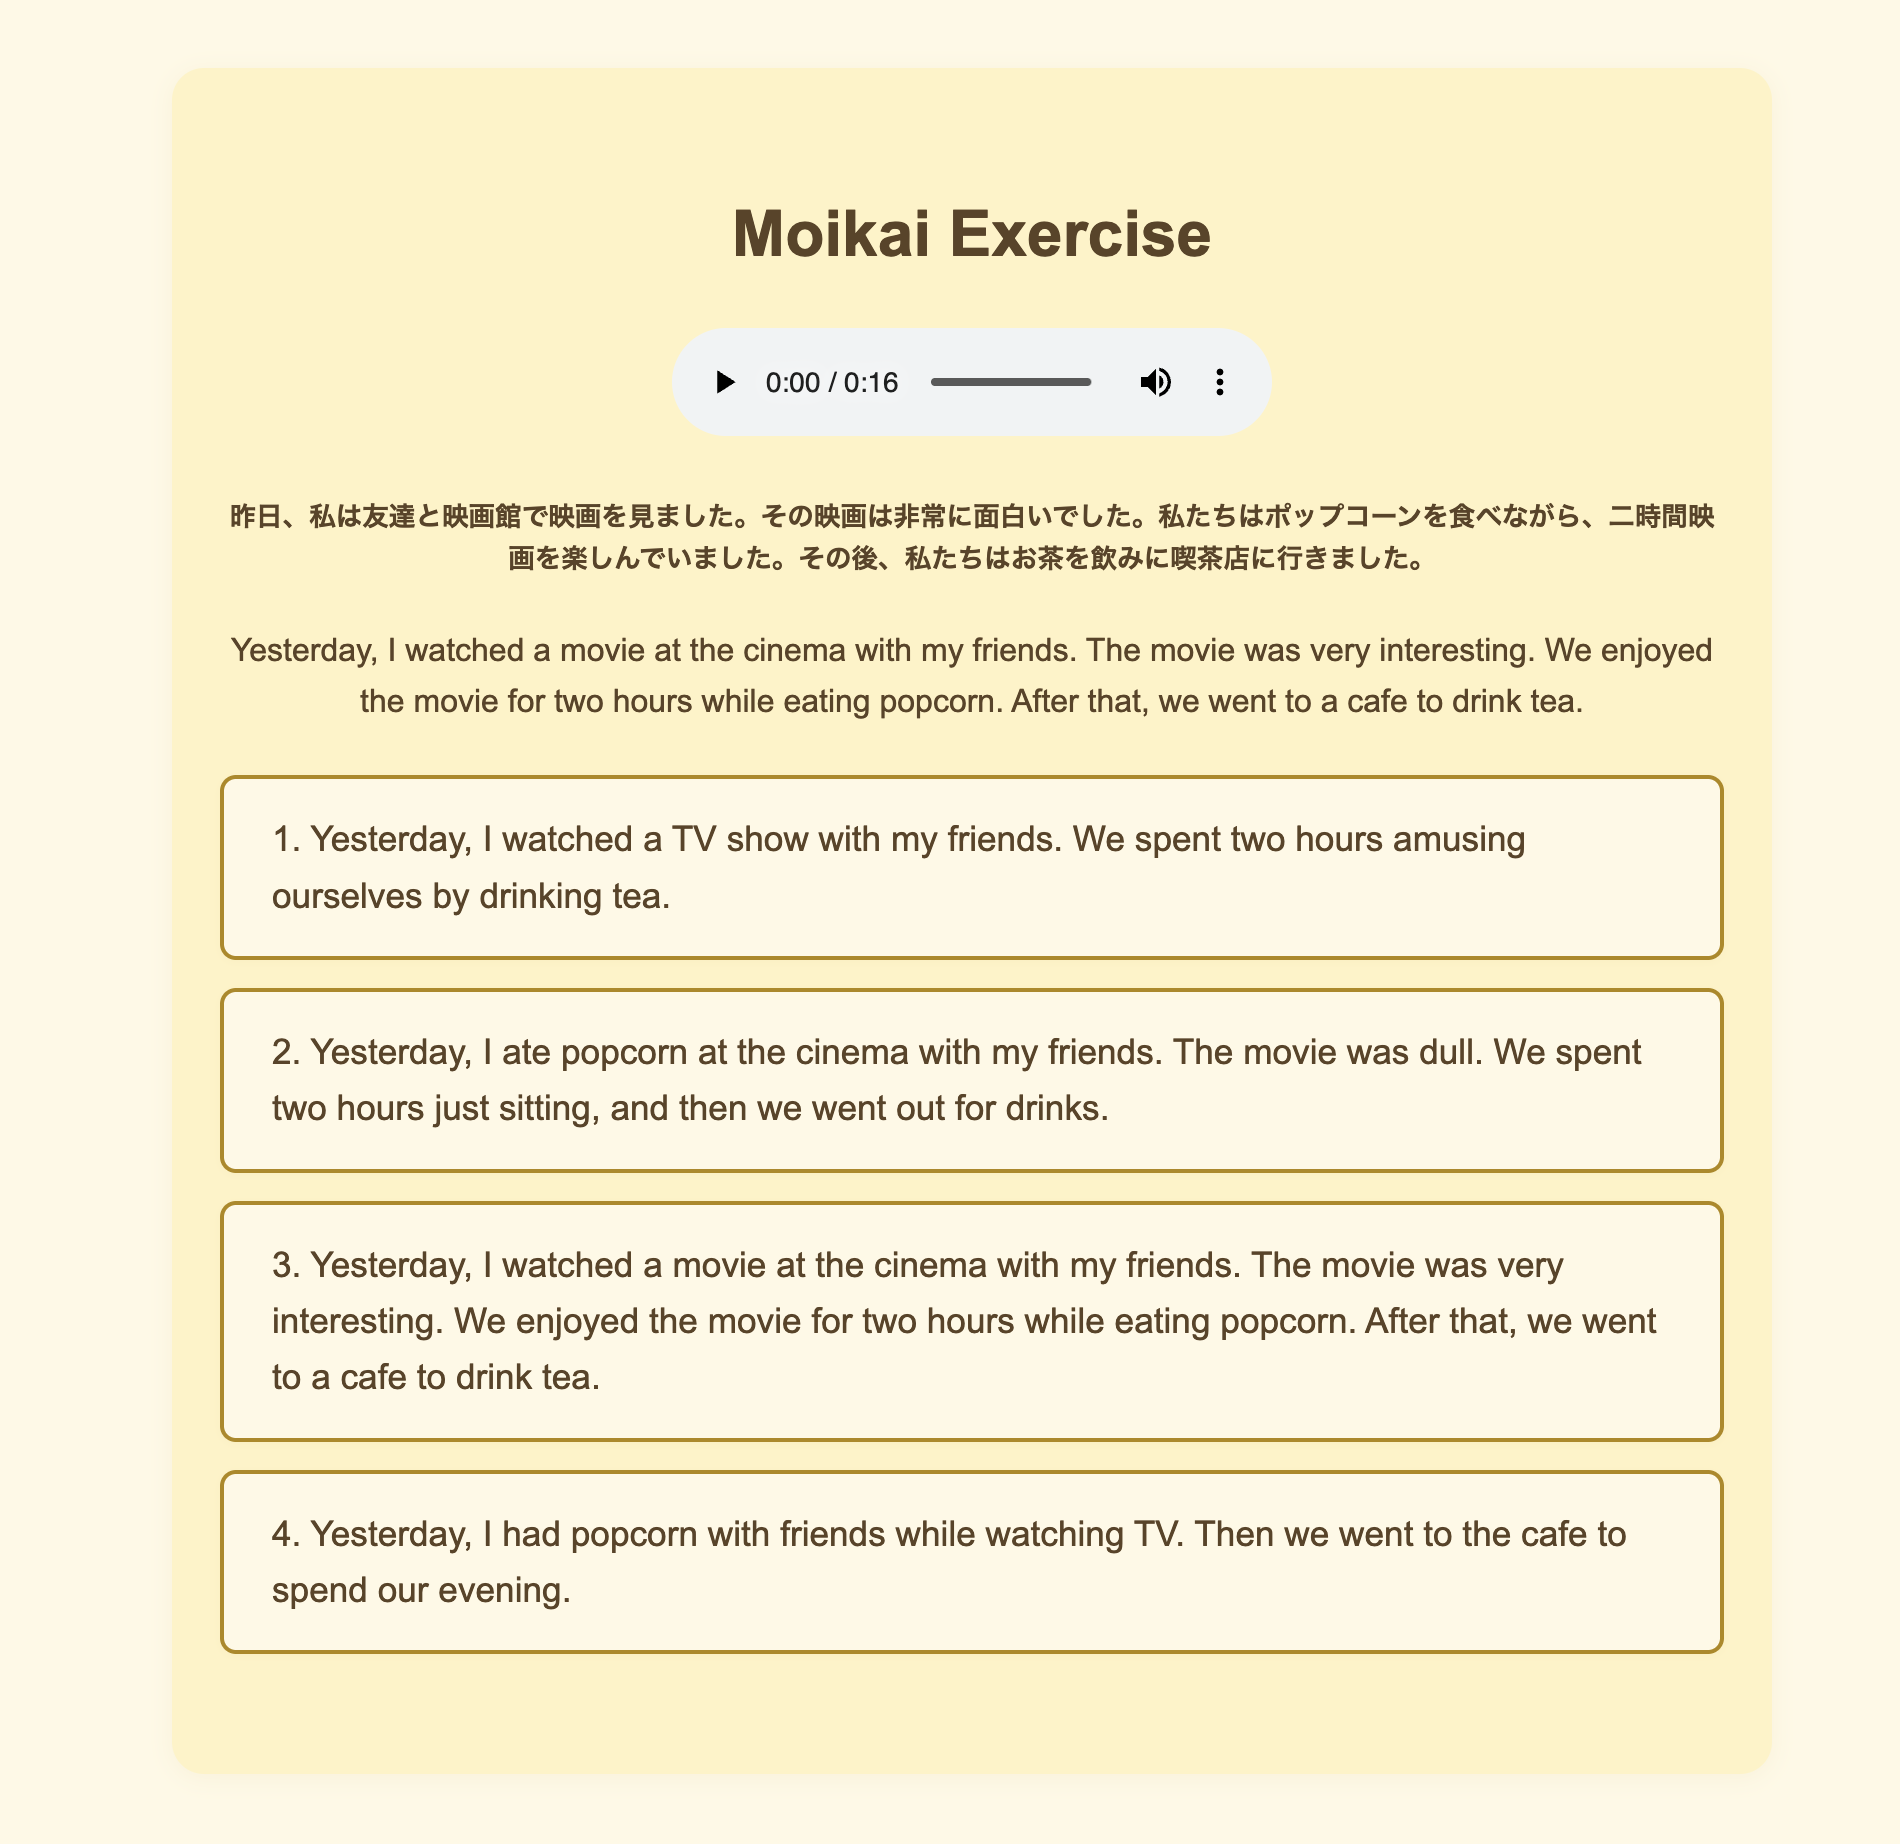 Moikai Exercise
0:00 / 0:16
昨日、私は友達と映画館で映画を見ました。その映画は非常に面白いでした。私たちはポップコーンを食べながら、二時間映
画を楽しんでいました。その後、私たちはお茶を飲みに喫茶店に行きました。
Yesterday, I watched a movie at the cinema with my friends. The movie was very interesting. We enjoyed
the movie for two hours while eating popcorn. After that, we went to a cafe to drink tea.
1. Yesterday, I watched a TV show with my friends. We spent two hours amusing
ourselves by drinking tea.
2. Yesterday, I ate popcorn at the cinema with my friends. The movie was dull. We spent
two hours just sitting, and then we went out for drinks.
3. Yesterday, I watched a movie at the cinema with my friends. The movie was very
interesting. We enjoyed the movie for two hours while eating popcorn. After that, we went
to a cafe to drink tea.
4. Yesterday, I had popcorn with friends while watching TV. Then we went to the cafe to
spend our evening.